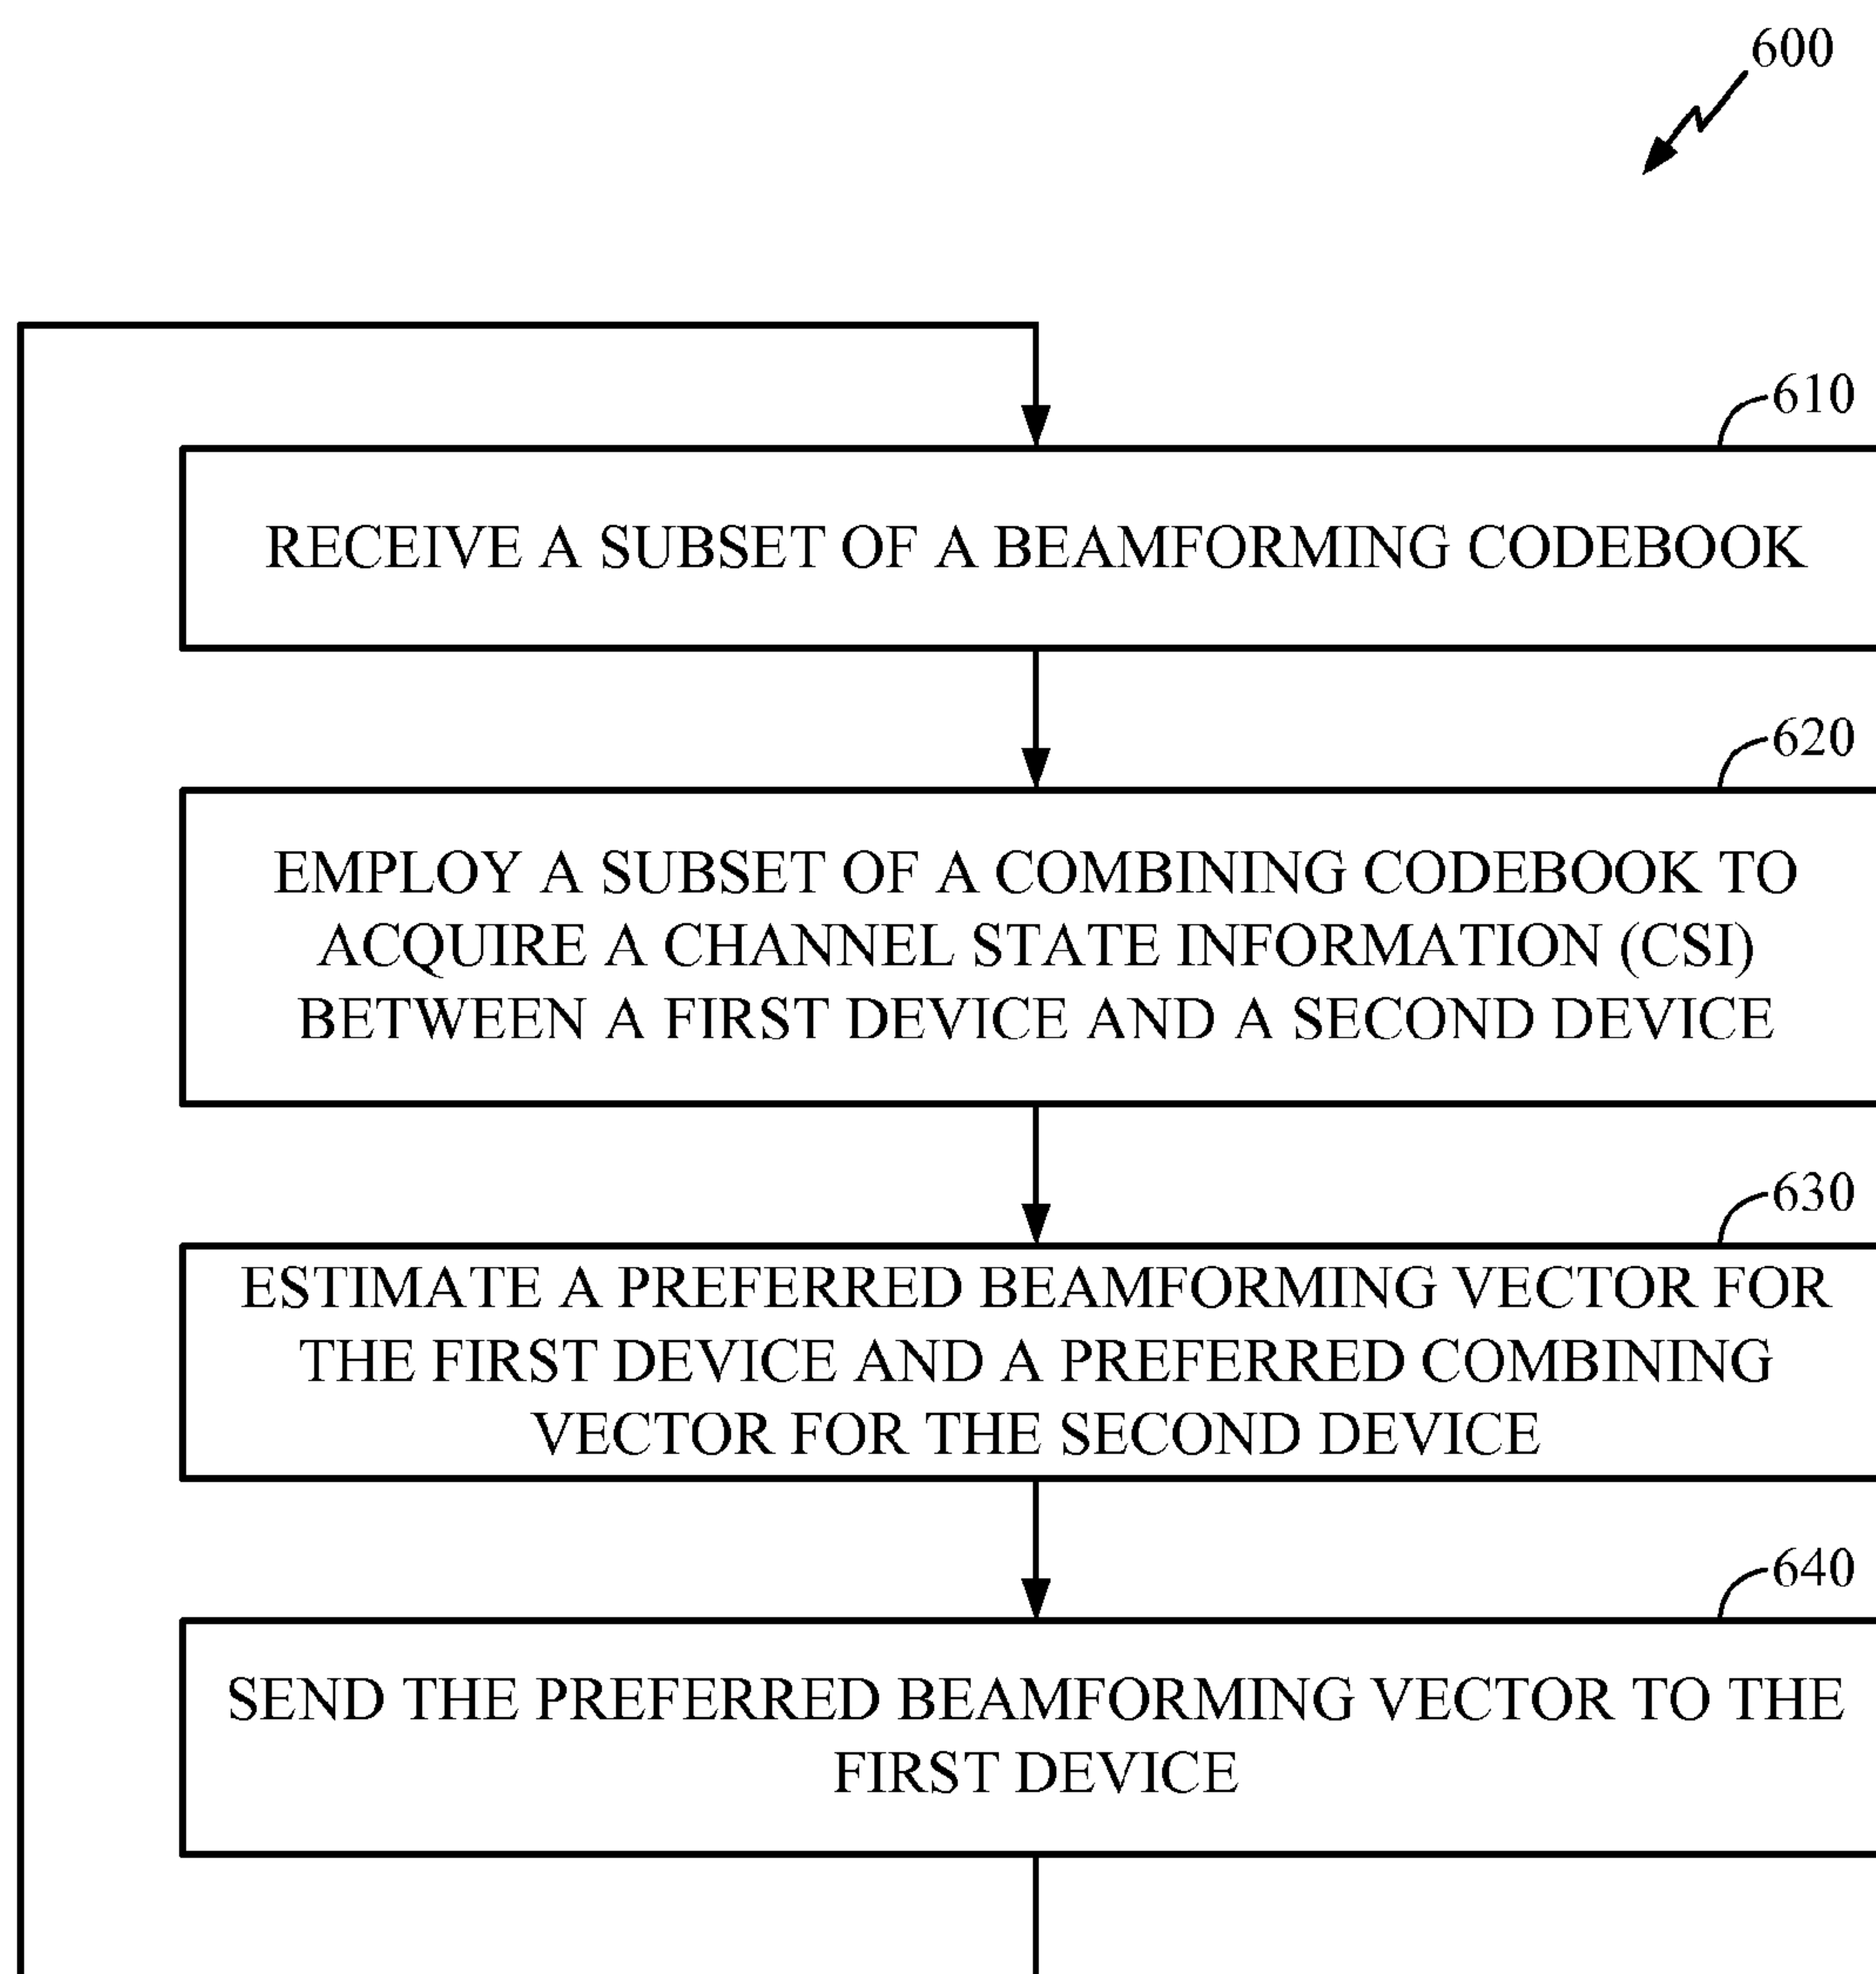 600
610
RECEIVE A SUBSET OF A BEAMFORMING CODEBOOK
620
EMPLOY A SUBSET OF A COMBINING CODEBOOK TO
ACQUIRE A CHANNEL STATE INFORMATION (CSI)
BETWEEN A FIRST DEVICE AND A SECOND DEVICE
630
ESTIMATE A PREFERRED BEAMFORMING VECTOR FOR
THE FIRST DEVICE AND A PREFERRED COMBINING
VECTOR FOR THE SECOND DEVICE
640
SEND THE PREFERRED BEAMFORMING VECTOR TO THE
FIRST DEVICE